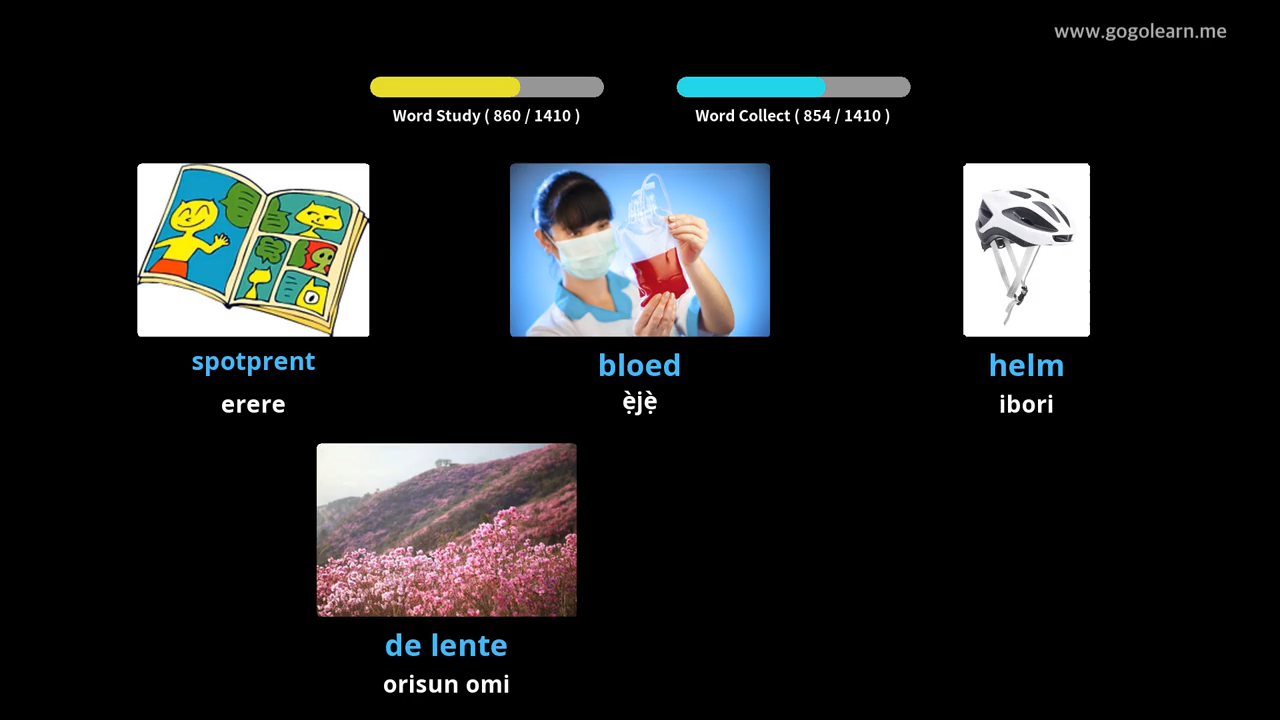 www.gogolearn.me
Word Study ( 860 / 1410 )
Word Collect ( 854 / 1410 )
spotprent
bloed
helm
erere
ẹ̀jẹ̀
ibori
de lente
orisun omi